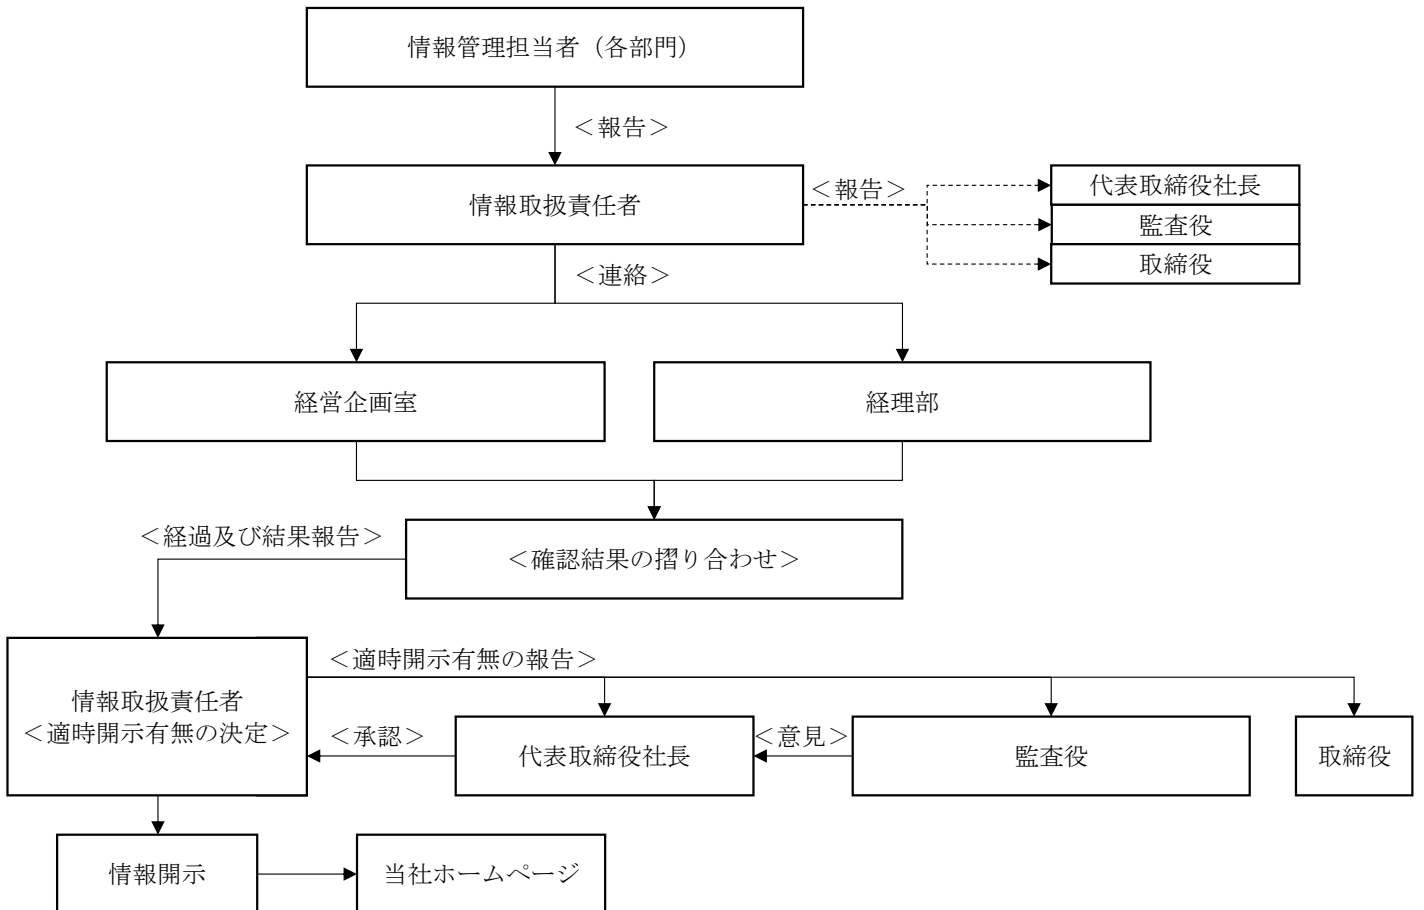 情報管理担当者（各部門）
＜報告＞
情報取扱責任者
＜報告＞
代表取締役社長
監査役
取締役
＜連絡＞
経営企画室
経理部
＜経過及び結果報告＞
＜確認結果の摺り合わせ＞
情報取扱責任者
＜適時開示有無の決定＞
＜適時開示有無の報告＞
＜承認＞
代表取締役社長
＜意見＞
監査役
取締役
情報開示
当社ホームページ